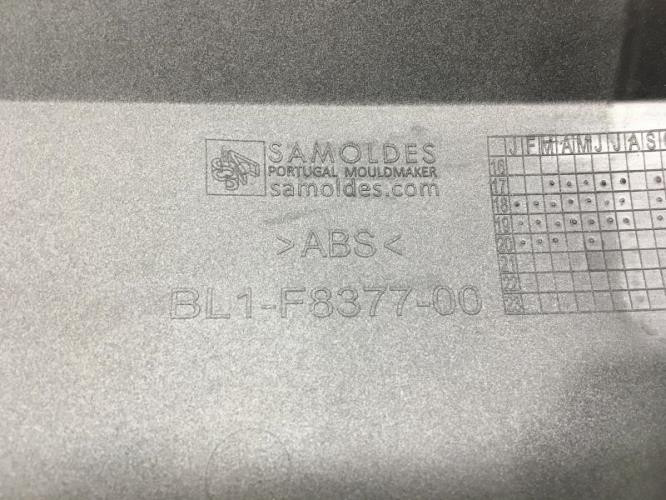 SAMOLDES
PORTUGAL MOULDMAKER
samoldes.com
>ABS<
BL1-F8377-00
J F M A M J J A S
16
17
18
19
20
21
22
23